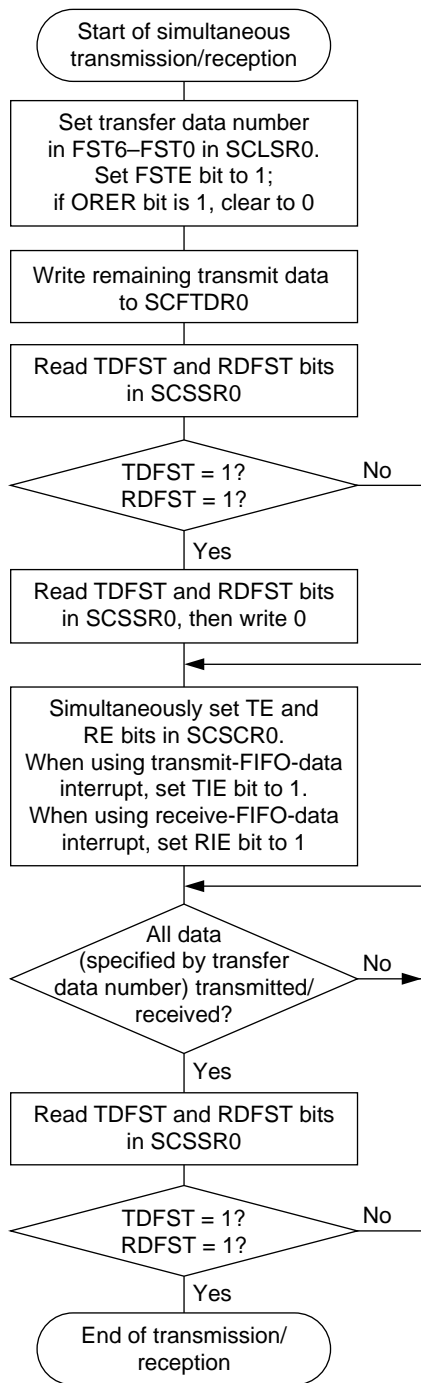 Start of simultaneous
transmission/reception
Set transfer data number
in FST6–FST0 in SCLSR0.
Set FSTE bit to 1;
if ORER bit is 1, clear to 0
Write remaining transmit data
to SCFTDR0
Read TDFST and RDFST bits
in SCSSR0
TDFST = 1?
RDFST = 1?
No
Yes
Read TDFST and RDFST bits
in SCSSR0, then write 0
Simultaneously set TE and
RE bits in SCSCR0.
When using transmit-FIFO-data
interrupt, set TIE bit to 1.
When using receive-FIFO-data
interrupt, set RIE bit to 1
All data
(specified by transfer
data number) transmitted/
received?
No
Yes
Read TDFST and RDFST bits
in SCSSR0
TDFST = 1?
RDFST = 1?
No
Yes
End of transmission/
reception